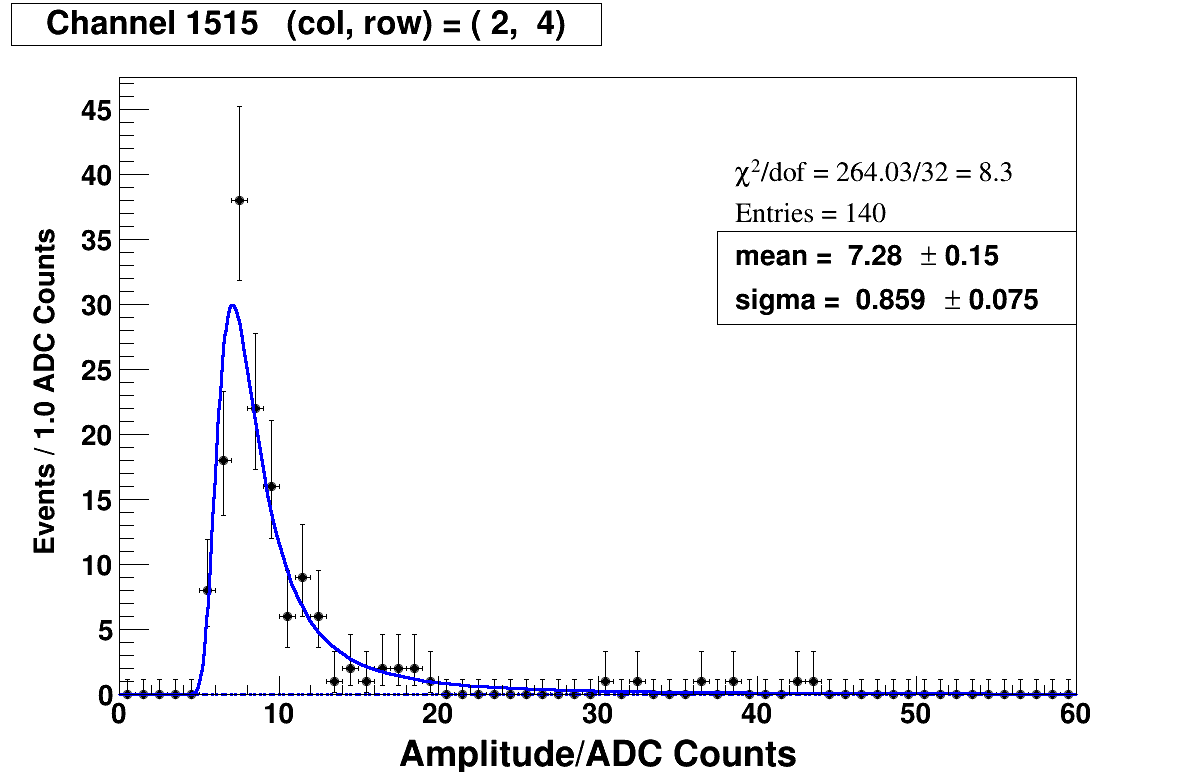 Channel 1515 (col, row) = ( 2, 4)
45
40
35
30
25
20
15
10
5
0
Events / 1.0 ADC Counts
χ²/dof = 264.03/32 = 8.3
Entries = 140
mean = 7.28 ± 0.15
sigma = 0.859 ± 0.075
0 10 20 30 40 50 60
Amplitude/ADC Counts